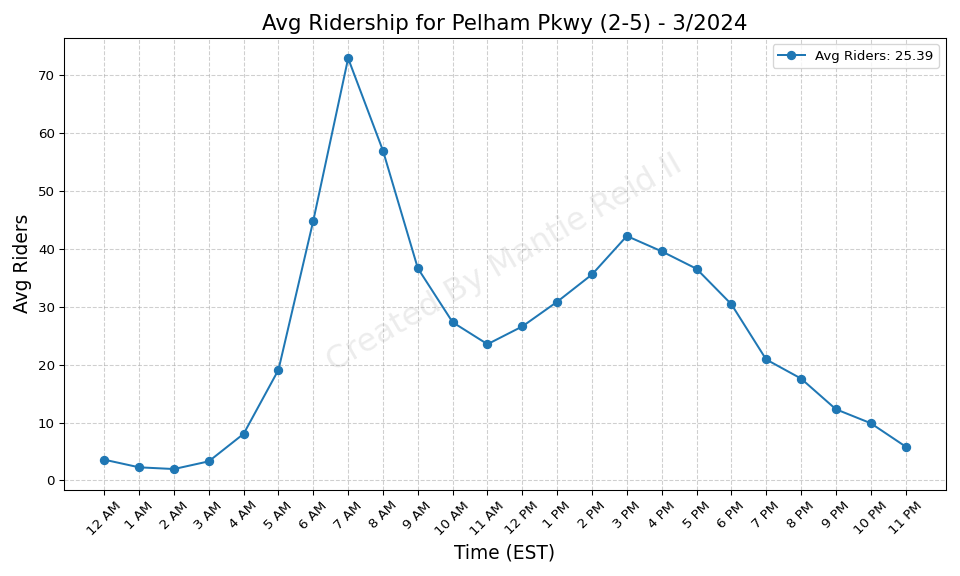 Avg Ridership for Pelham Pkwy (2-5) - 3/2024
Avg Riders: 25.39
Avg Riders
70
60
50
40
30
20
10
0
Created By Mantie Reid II
12 AM
1 AM
2 AM
3 AM
4 AM
5 AM
6 AM
7 AM
8 AM
9 AM
10 AM
11 AM
12 PM
1 PM
2 PM
3 PM
4 PM
5 PM
6 PM
7 PM
8 PM
9 PM
10 PM
11 PM
Time (EST)